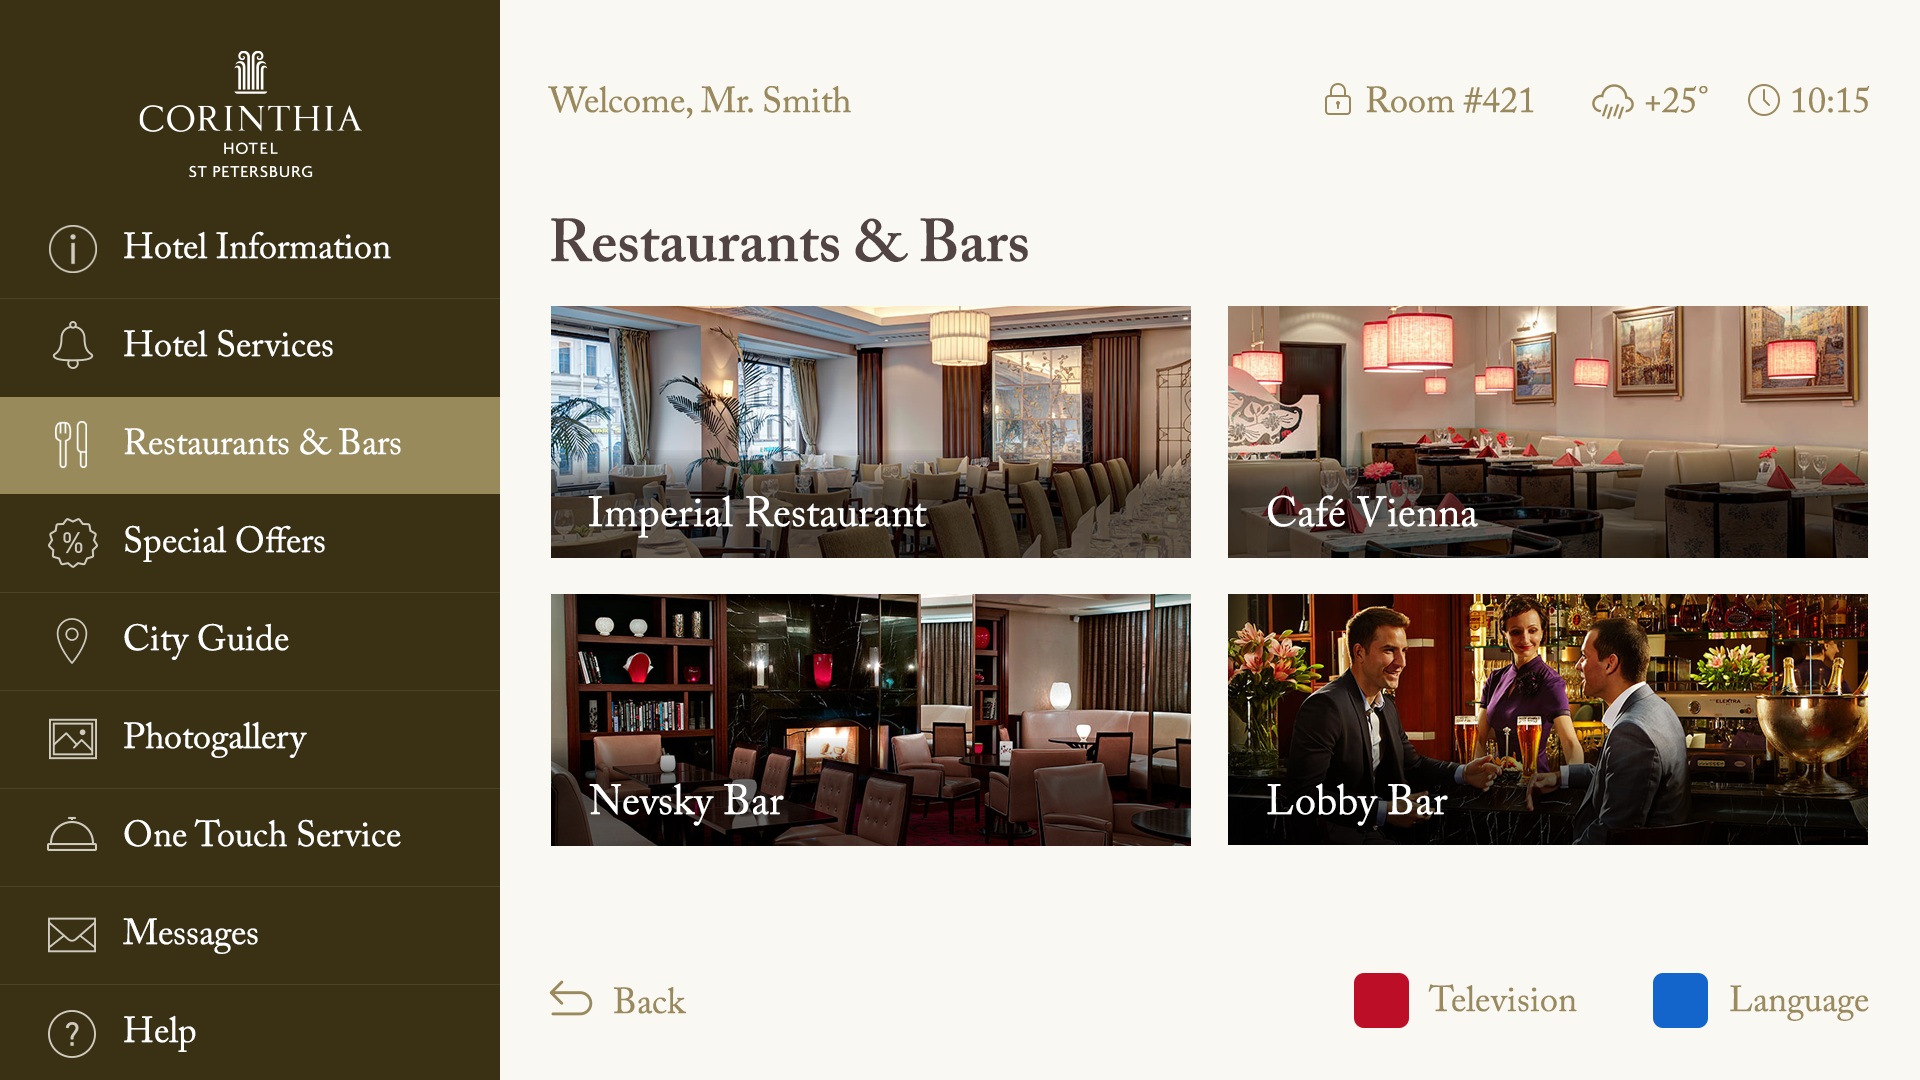 CORINTHIA
HOTEL
ST PETERSBURG
Hotel Information
Hotel Services
Restaurants & Bars
Special Offers
City Guide
Photogallery
One Touch Service
Messages
Help
Welcome, Mr. Smith
Room #421
+25°
10:15
Restaurants & Bars
Imperial Restaurant
Café Vienna
Nevsky Bar
ELEKTRA
Lobby Bar
Back
Television
Language